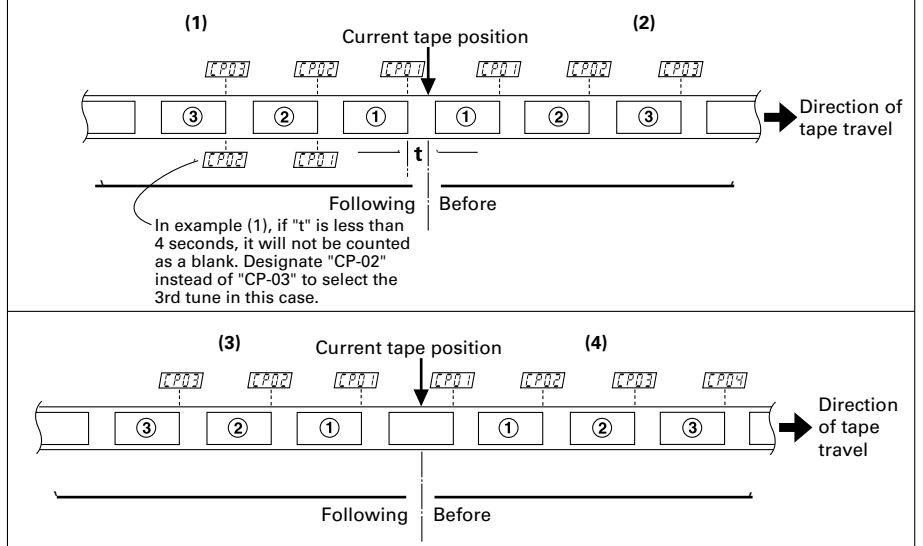 (1)
(2)
Current tape position
CP03 CP02 CP01 CP01 CP02 CP03
③ ② ① ① ② ③
Direction of
tape travel
CP02 CP01
t
Following Before
In example (1), if "t" is less than
4 seconds, it will not be counted
as a blank. Designate "CP-02"
instead of "CP-03" to select the
3rd tune in this case.
(3)
(4)
Current tape position
CP03 CP02 CP01 CP01 CP02 CP03 CP04
③ ② ① ① ② ③
Direction
of tape
travel
Following Before